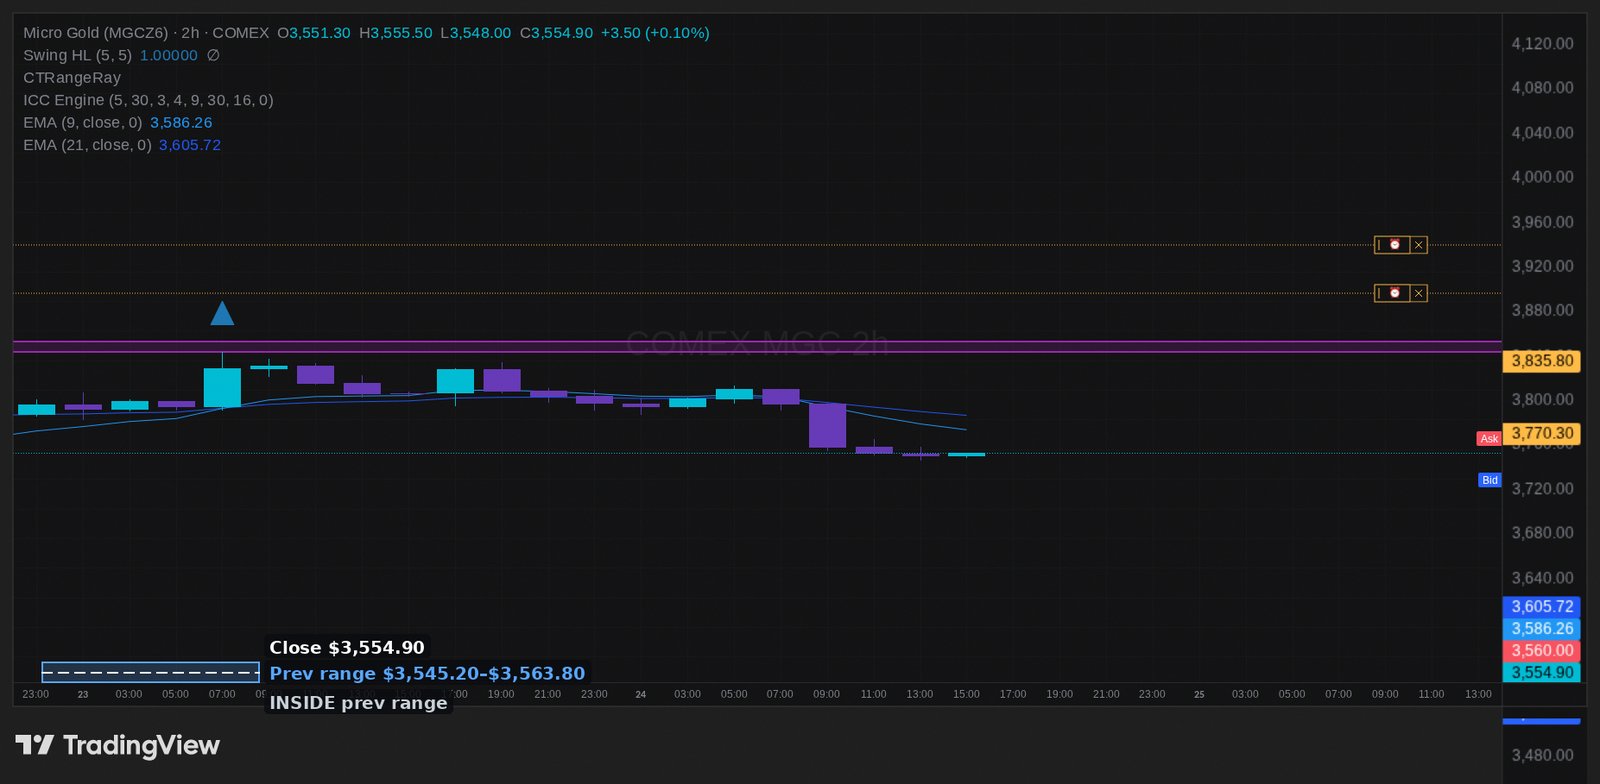 Micro Gold (MGCZ6) · 2h · COMEX O3,551.30 H3,555.50 L3,548.00 C3,554.90 +3.50 (+0.10%)
Swing HL (5, 5) 1.00000 ∅
CTRangeRay
ICC Engine (5, 30, 3, 4, 9, 30, 16, 0)
EMA (9, close, 0) 3,586.26
EMA (21, close, 0) 3,605.72
4,120.00
4,080.00
4,040.00
4,000.00
3,960.00
3,920.00
3,880.00
COMEX MGC 2h
3,835.80
3,800.00
3,770.30
Ask
Bid
3,720.00
3,680.00
3,640.00
3,605.72
3,586.26
3,560.00
3,554.90
Close $3,554.90
Prev range $3,545.20–$3,563.80
INSIDE prev range
23:00 23 03:00 05:00 07:00 19:00 21:00 23:00 24 03:00 05:00 07:00 09:00 11:00 13:00 15:00 17:00 19:00 21:00 23:00 25 03:00 05:00 07:00 09:00 11:00 13:00
TradingView
3,480.00